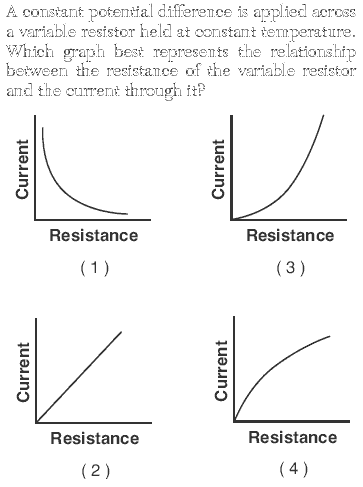 A constant potential difference is applied across
a variable resistor held at constant temperature.
Which graph best represents the relationship
between the resistance of the variable resistor
and the current through it?
Current
Resistance
( 1 )
Current
Resistance
( 3 )
Current
Resistance
( 2 )
Current
Resistance
( 4 )